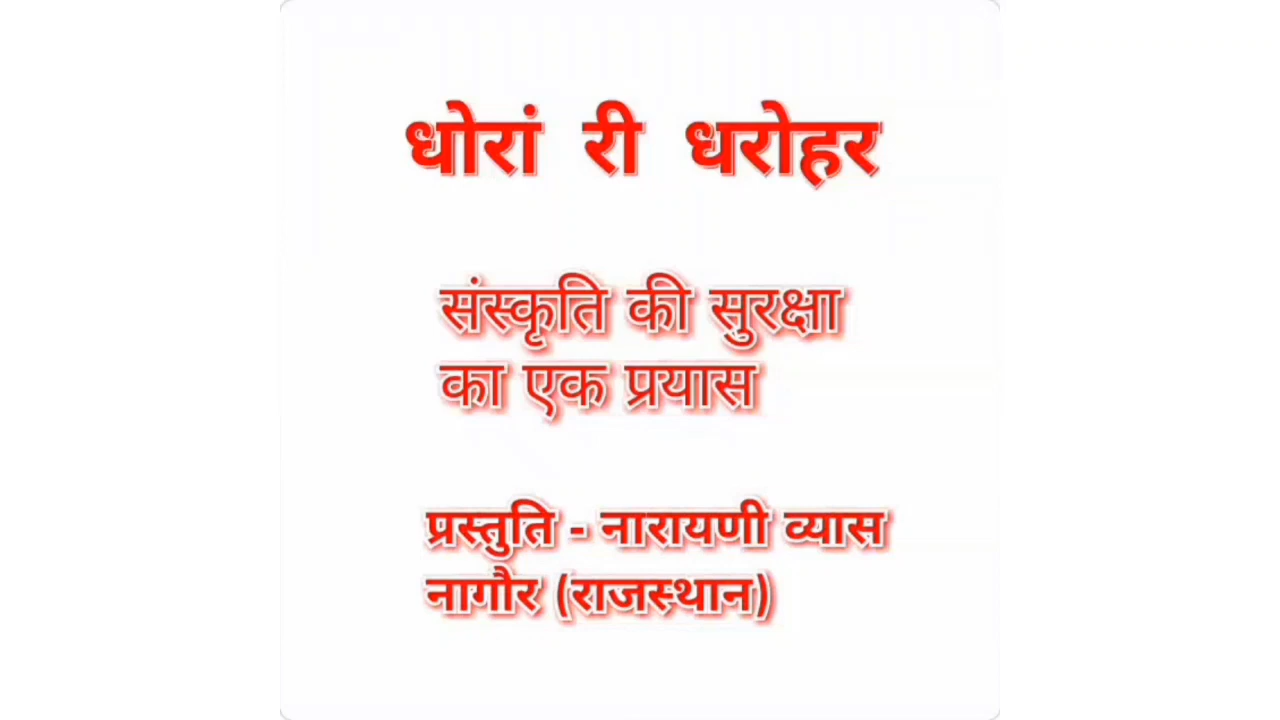 धोरां री धरोहर
संस्कृति की सुरक्षा
का एक प्रयास
प्रस्तुति - नारायणी व्यास
नागौर (राजस्थान)